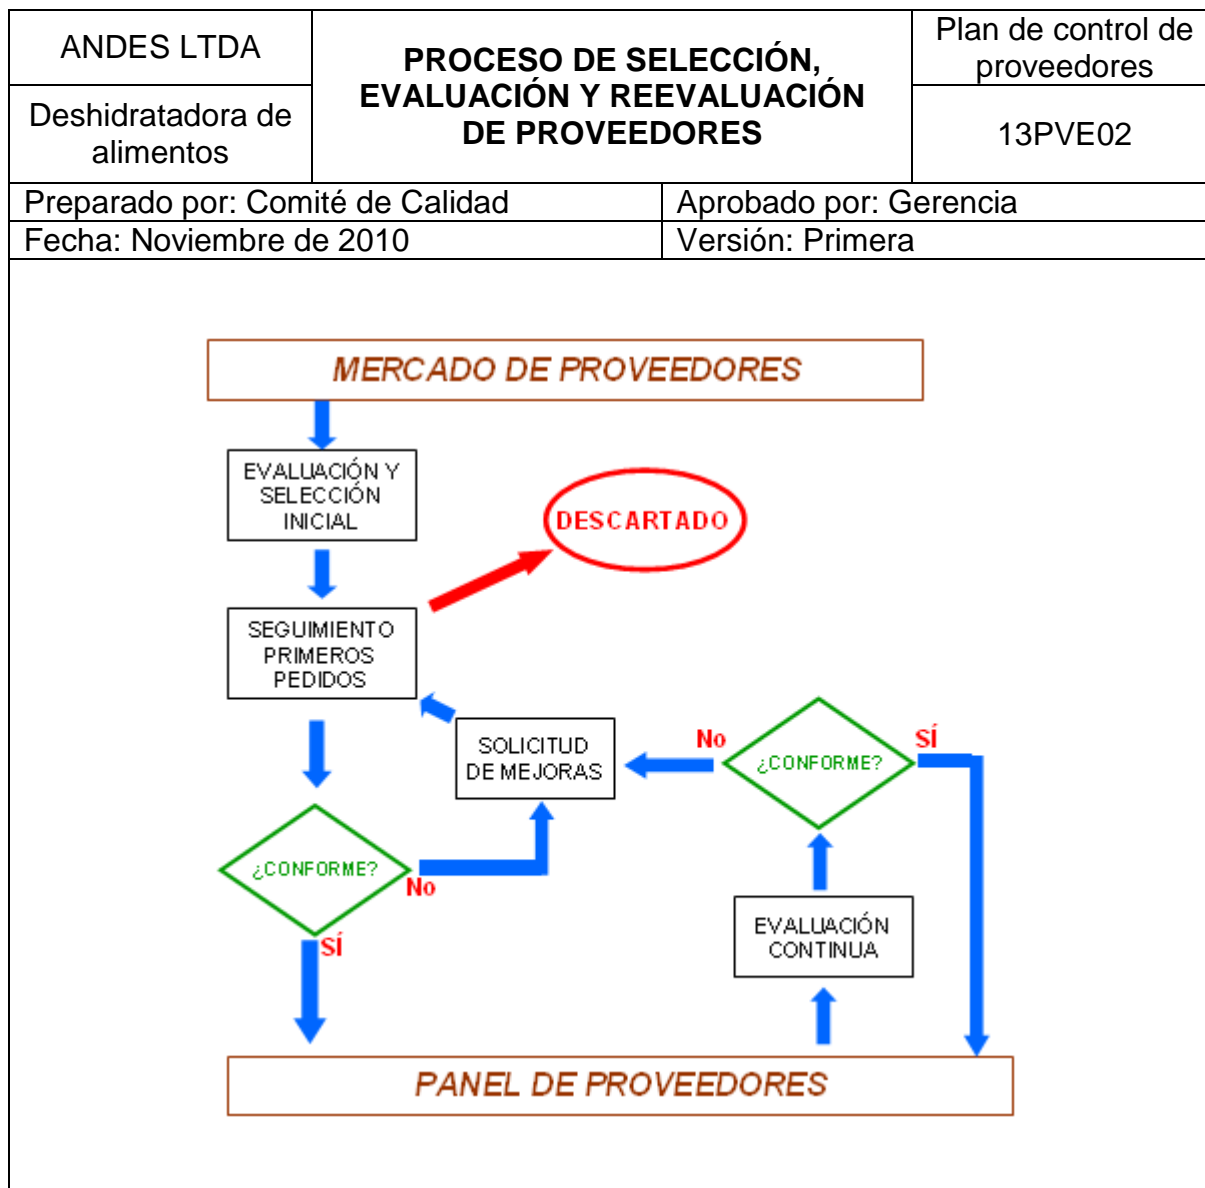 ANDES LTDA
Deshidratadora de
alimentos
PROCESO DE SELECCIÓN,
EVALUACIÓN Y REEVALUACIÓN
DE PROVEEDORES
Plan de control de
proveedores
13PVE02
Preparado por: Comité de Calidad
Aprobado por: Gerencia
Fecha: Noviembre de 2010
Versión: Primera
MERCADO DE PROVEEDORES
EVALUACIÓN Y
SELECCIÓN
INICIAL
DESCARTADO
SEGUIMIENTO
PRIMEROS
PEDIDOS
SOLICITUD
DE MEJORAS
No
¿CONFORME?
SÍ
¿CONFORME?
No
SÍ
EVALUACIÓN
CONTINUA
PANEL DE PROVEEDORES